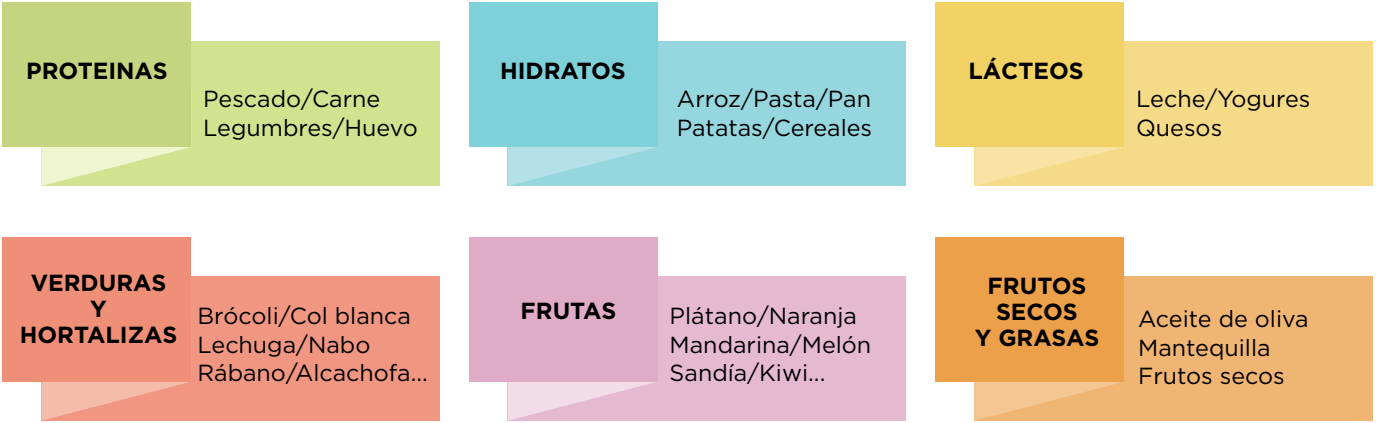 PROTEINAS
Pescado/Carne
Legumbres/Huevo
HIDRATOS
Arroz/Pasta/Pan
Patatas/Cereales
LÁCTEOS
Leche/Yogures
Quesos
VERDURAS
Y
HORTALIZAS
Brócoli/Col blanca
Lechuga/Nabo
Rábano/Alcachofa...
FRUTAS
Plátano/Naranja
Mandarina/Melón
Sandía/Kiwi...
FRUTOS
SECOS
Y GRASAS
Aceite de oliva
Mantequilla
Frutos secos